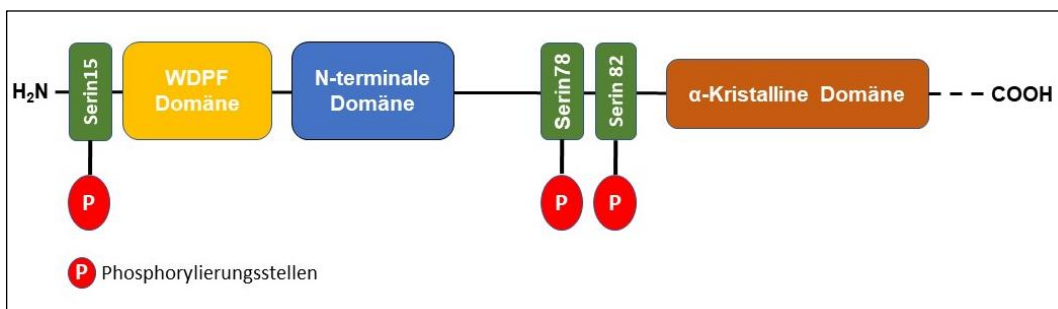 H₂N
Serin15
WDPF
Domäne
N-terminale
Domäne
Serin78
Serin 82
α-Kristalline Domäne
COOH
P
P
P
P Phosphorylierungsstellen